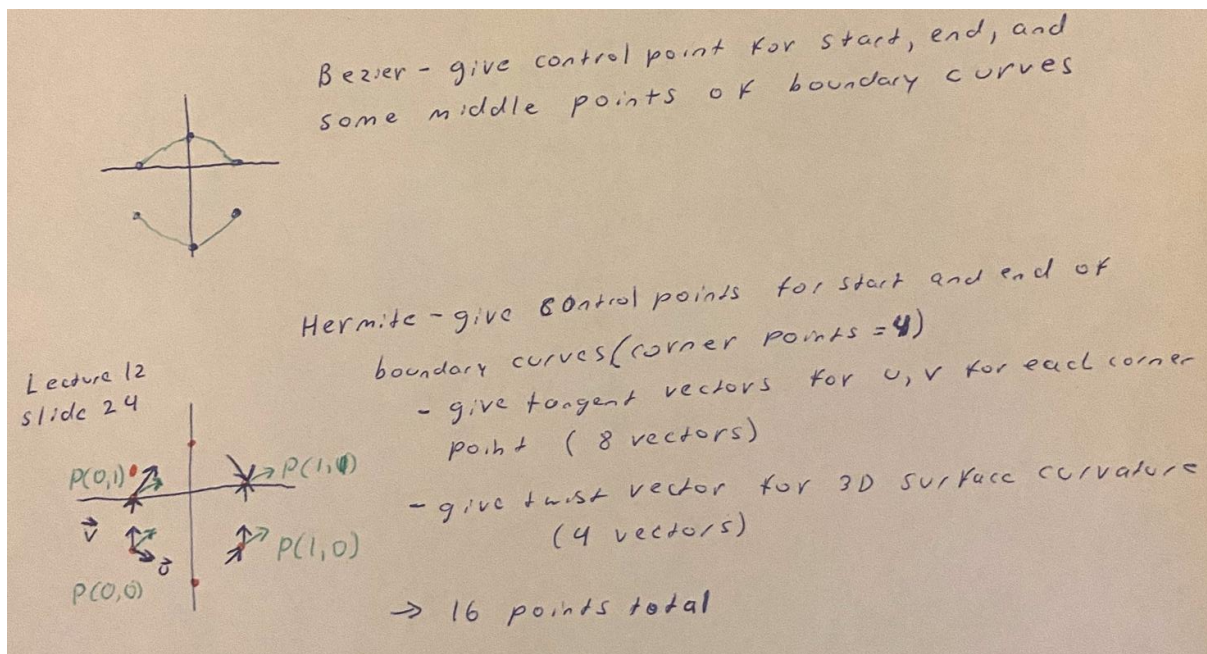 Bezier - give control point for start, end, and
some middle points of boundary curves
Hermite - give control points for start and end of
boundary curves (corner points = 4)
- give tangent vectors for u, v for each corner
point (8 vectors)
- give twist vector for 3D surface curvature
(4 vectors)
→ 16 points total
Lecture 12
slide 24
P(0,1)
P(1,1)
v
u
P(1,0)
P(0,0)